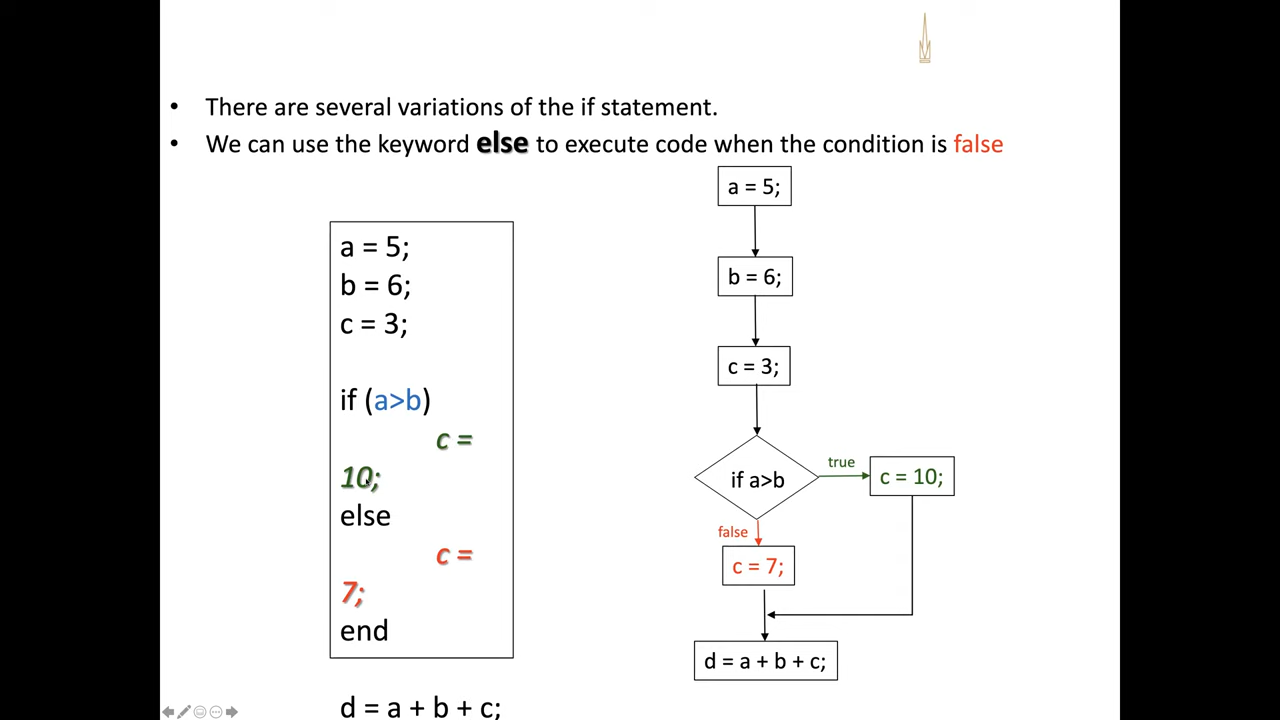 • There are several variations of the if statement.
• We can use the keyword else to execute code when the condition is false
a = 5;
b = 6;
c = 3;
if (a>b)
c =
10;
else
c =
7;
end
d = a + b + c;
a = 5;
b = 6;
c = 3;
if a>b
true
c = 10;
false
c = 7;
d = a + b + c;